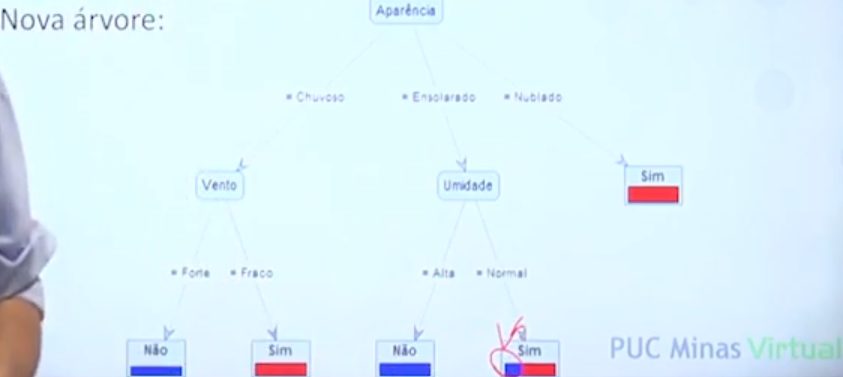 Nova árvore:
Aparência
= Chuvoso
= Ensolarado
= Nublado
Vento
Umidade
Sim
= Forte
= Fraco
= Alta
= Normal
Não
Sim
Não
Sim
PUC Minas Virtual